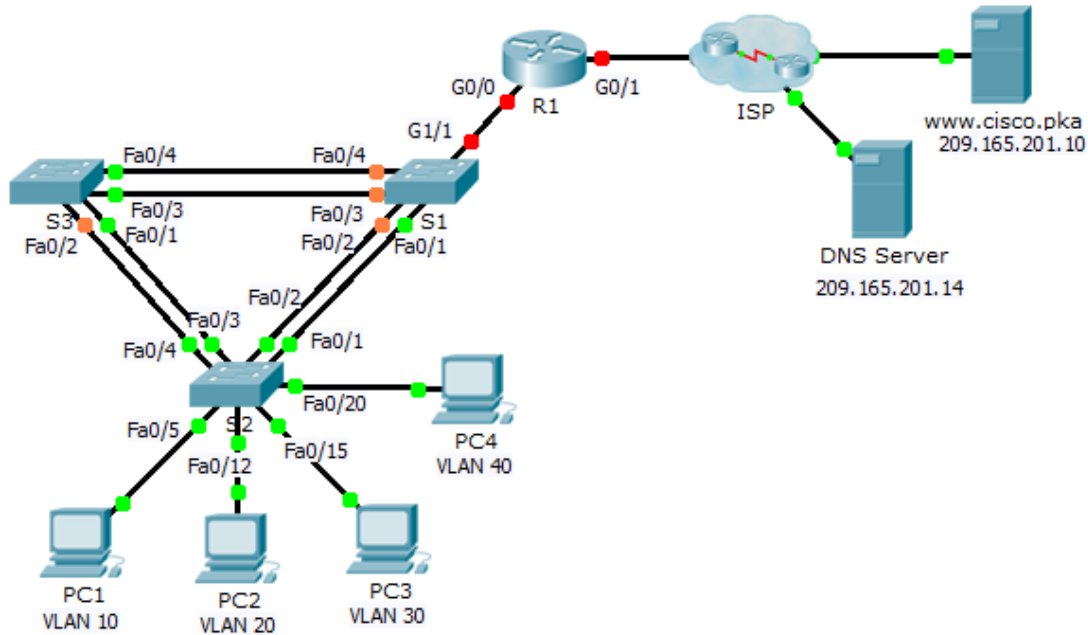 G0/0
R1
G0/1
ISP
www.cisco.pka
209.165.201.10
G1/1
Fa0/4
Fa0/4
S3
Fa0/3
Fa0/3
S1
Fa0/2
Fa0/1
Fa0/2
Fa0/1
DNS Server
209.165.201.14
Fa0/2
Fa0/3
Fa0/4
Fa0/1
S2
Fa0/20
Fa0/5
Fa0/12
Fa0/15
PC4
VLAN 40
PC1
VLAN 10
PC2
VLAN 20
PC3
VLAN 30